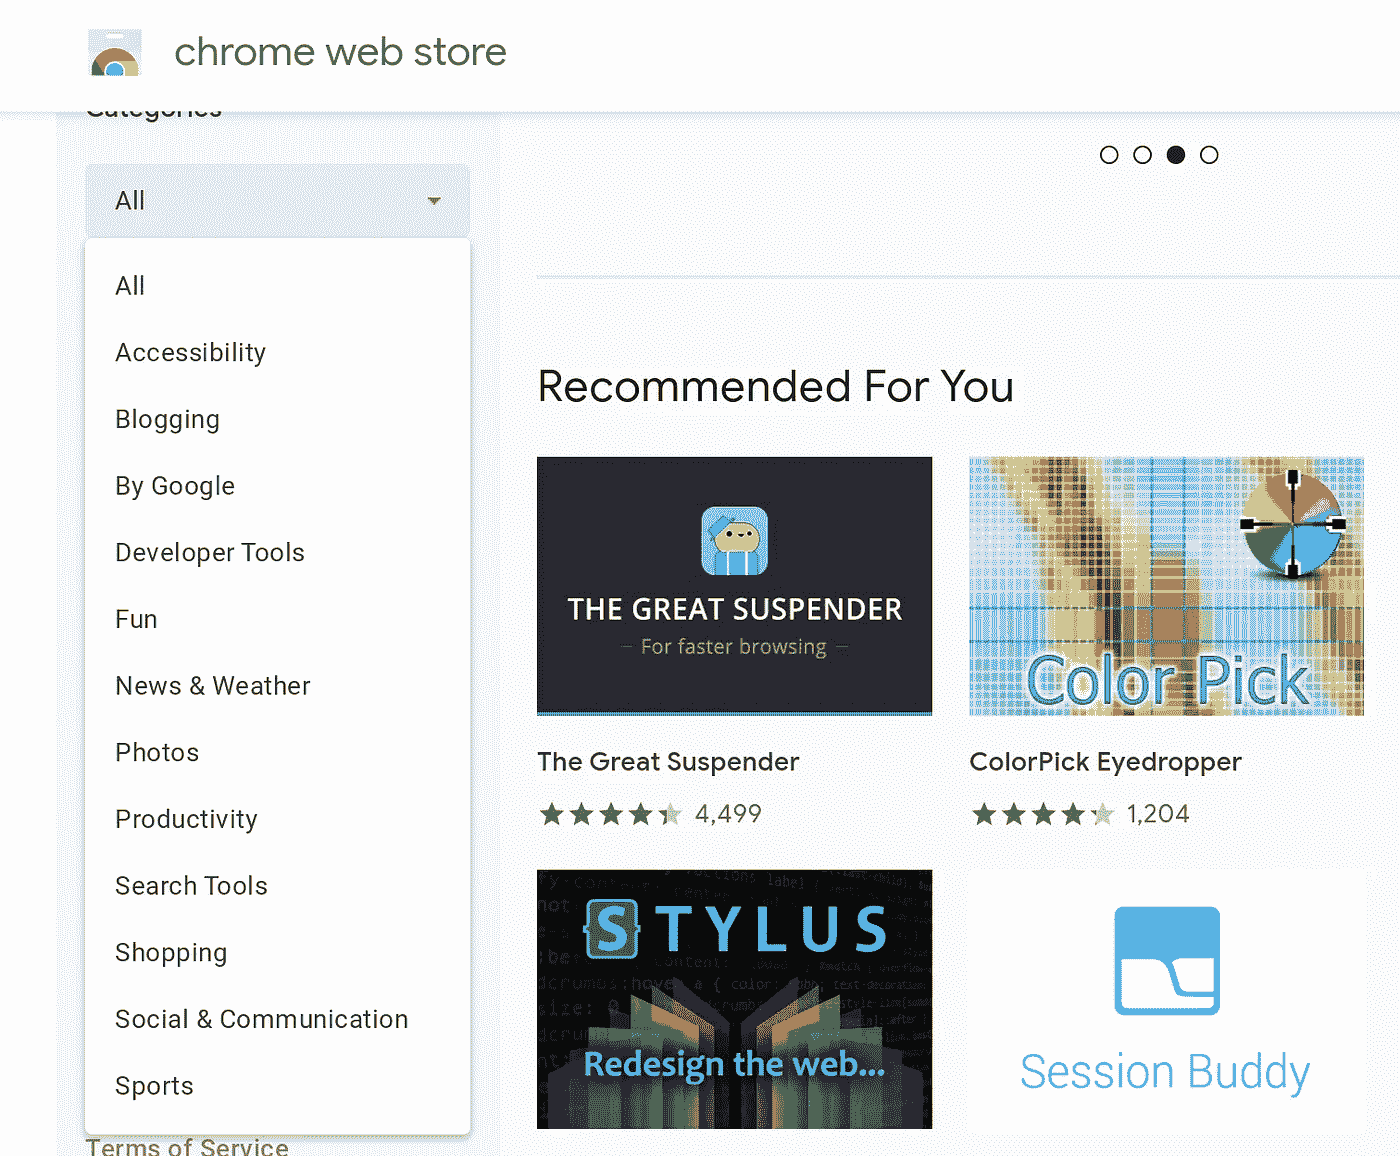 chrome web store
Categories
All
All
Accessibility
Blogging
By Google
Developer Tools
Fun
News & Weather
Photos
Productivity
Search Tools
Shopping
Social & Communication
Sports
Terms of Service
Recommended For You
THE GREAT SUSPENDER
– For faster browsing –
Color Pick
The Great Suspender
4,499
ColorPick Eyedropper
1,204
STYLUS
Redesign the web...
Session Buddy